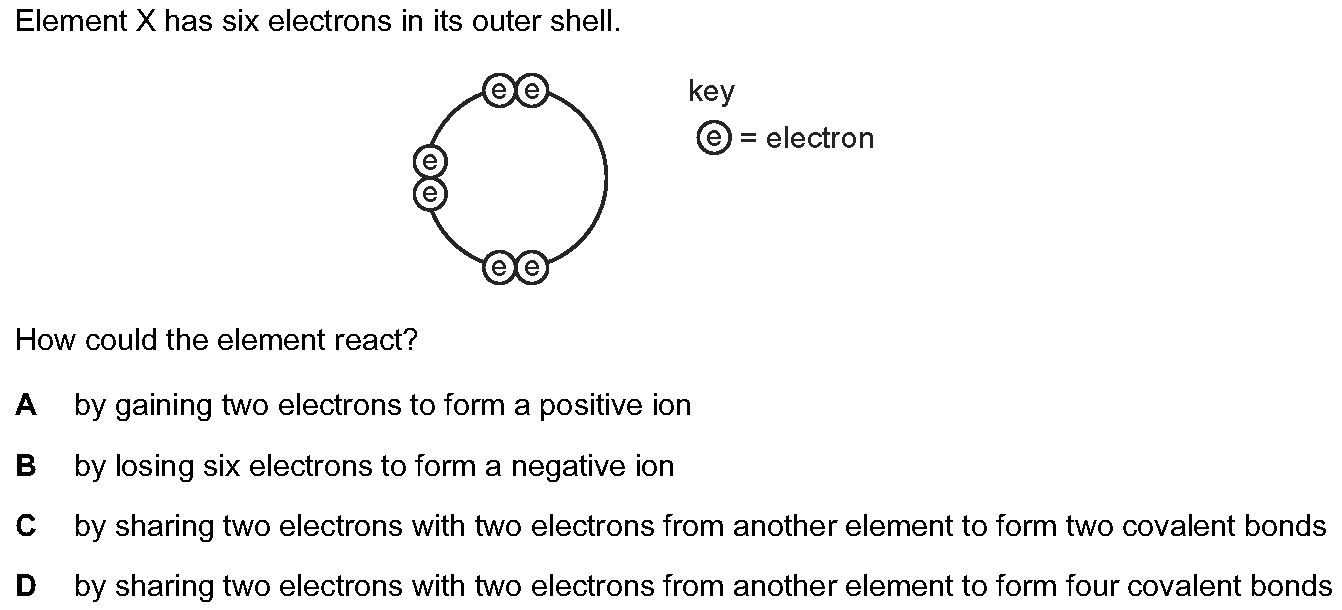 Element X has six electrons in its outer shell.
e e
key
e = electron
e
e
e e
How could the element react?
A by gaining two electrons to form a positive ion
B by losing six electrons to form a negative ion
C by sharing two electrons with two electrons from another element to form two covalent bonds
D by sharing two electrons with two electrons from another element to form four covalent bonds